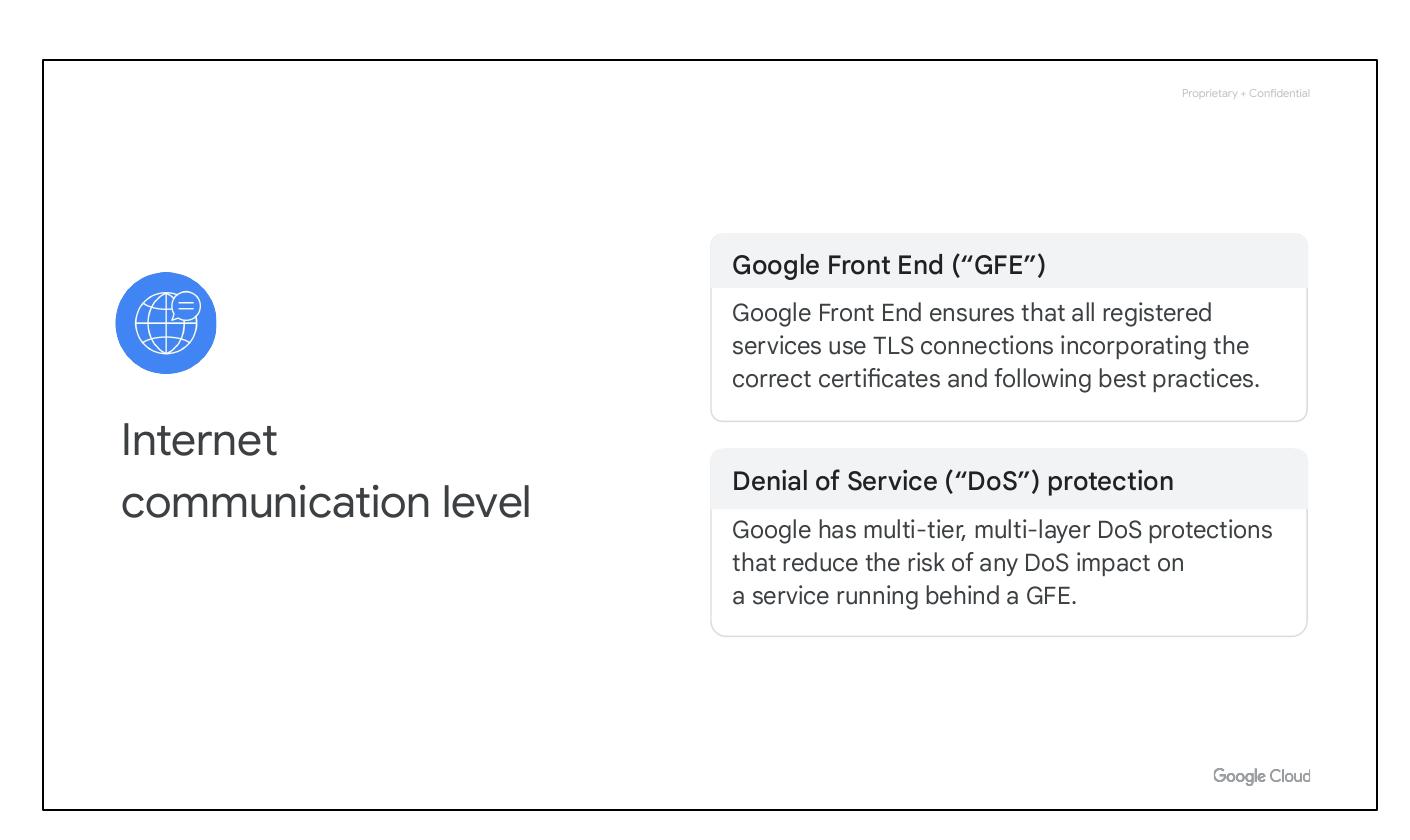 Proprietary + Confidential
Internet
communication level
Google Front End (“GFE”)
Google Front End ensures that all registered
services use TLS connections incorporating the
correct certificates and following best practices.
Denial of Service (“DoS”) protection
Google has multi-tier, multi-layer DoS protections
that reduce the risk of any DoS impact on
a service running behind a GFE.
Google Cloud